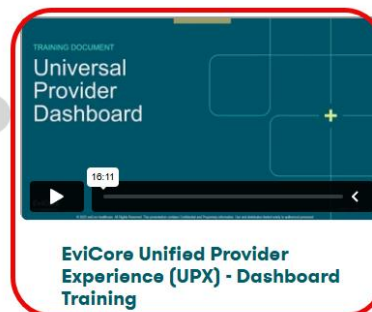 TRAINING DOCUMENT
Universal
Provider
Dashboard
16:11
EviCore Unified Provider
Experience (UPX) - Dashboard
Training